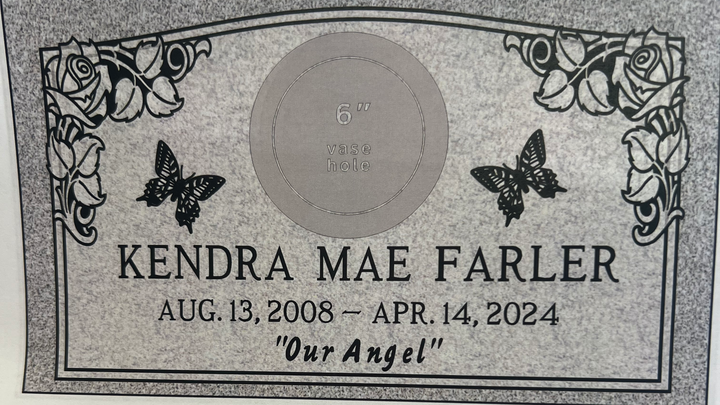 6"
vase
hole
KENDRA MAE FARLER
AUG. 13, 2008 ~ APR. 14, 2024
"Our Angel"